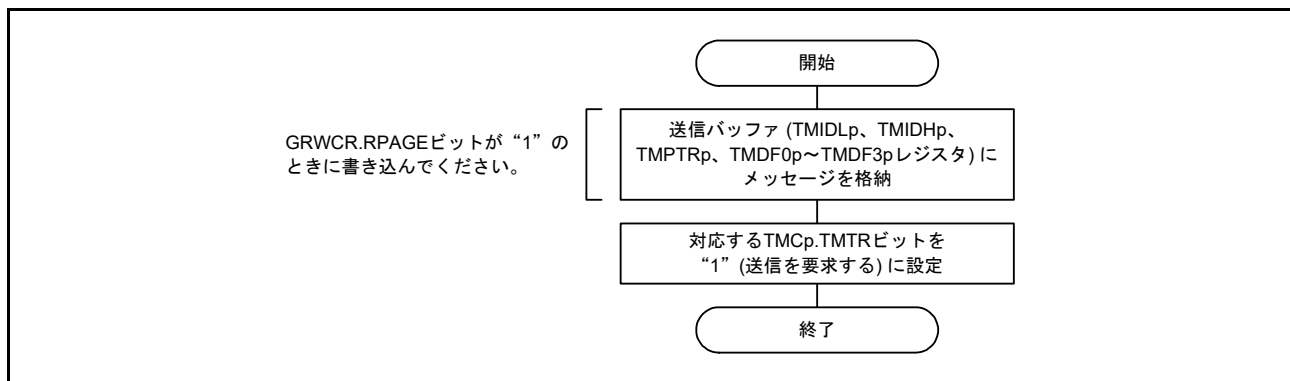 開始
GRWCR.RPAGEビットが“1”の
ときに書き込んでください。
送信バッファ (TMIDLp、TMIDHp、
TMPTRp、TMDF0p～TMDF3pレジスタ) に
メッセージを格納
対応するTMCp.TMTRビットを
“1” (送信を要求する) に設定
終了